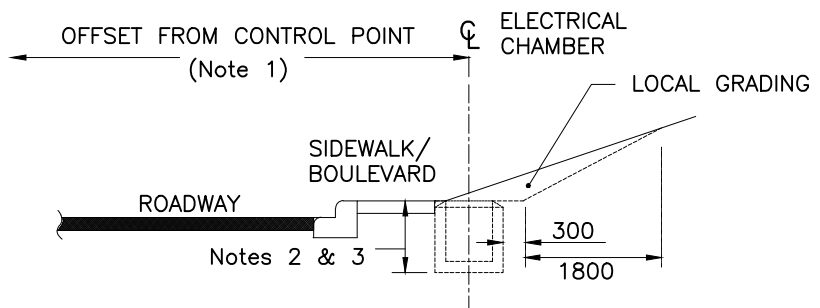 OFFSET FROM CONTROL POINT
(Note 1)
℄ ELECTRICAL
CHAMBER
LOCAL GRADING
SIDEWALK/
BOULEVARD
ROADWAY
Notes 2 & 3
300
1800